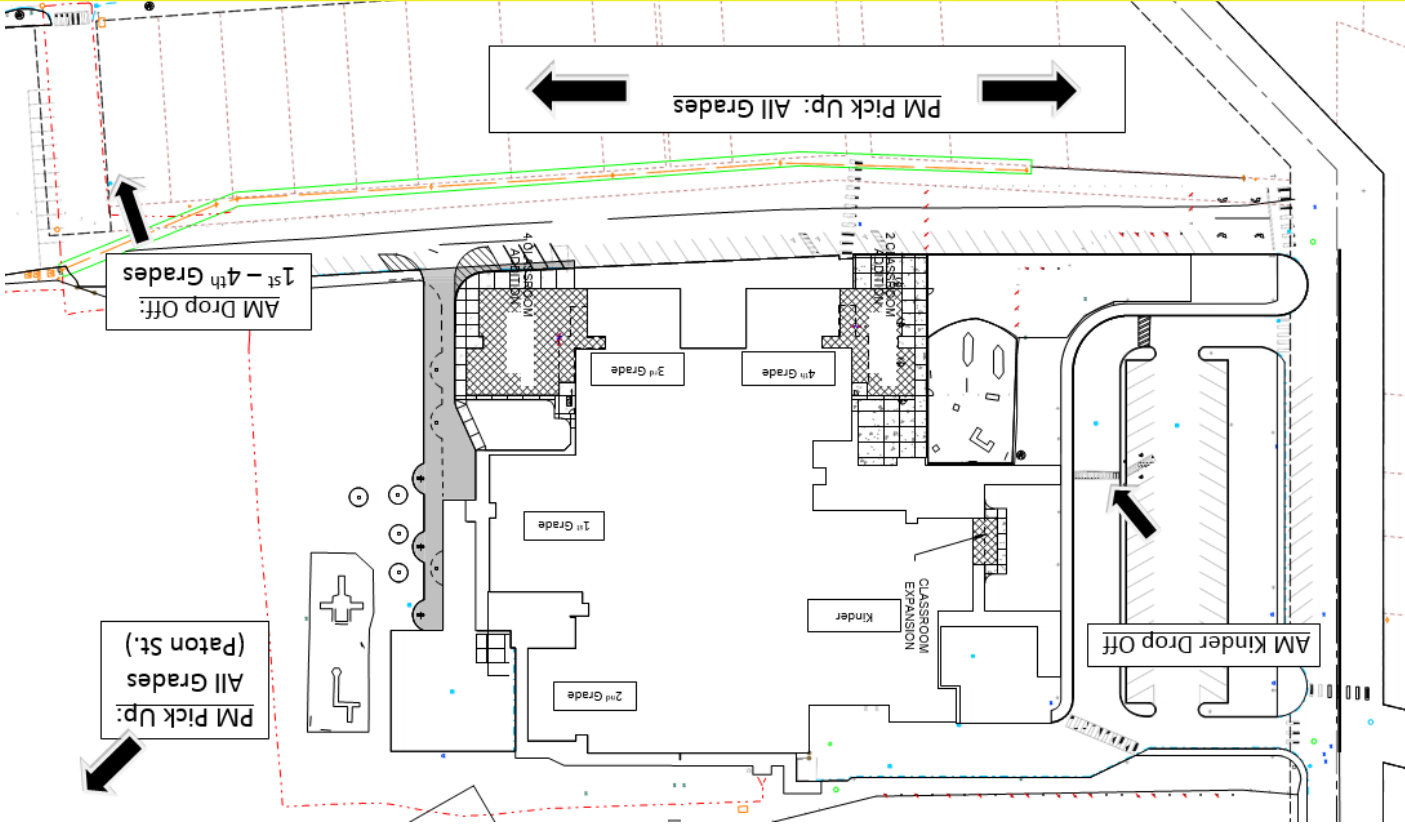 PM Pick Up: All Grades
AM Drop Off:
1st – 4th Grades
4 CLASSROOM
ADDITION
2 CLASSROOM
ADDITION
3rd Grade
4th Grade
1st Grade
CLASSROOM
EXPANSION
Kinder
AM Kinder Drop Off
2nd Grade
PM Pick Up:
All Grades
(Paton St.)